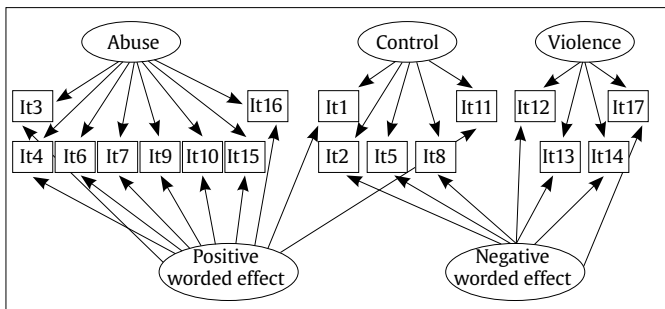 Abuse Control Violence
It3 It16 It1 It11 It12 It17
It4 It6 It7 It9 It10 It15 It2 It5 It8 It13 It14
Positive Negative
worded effect worded effect